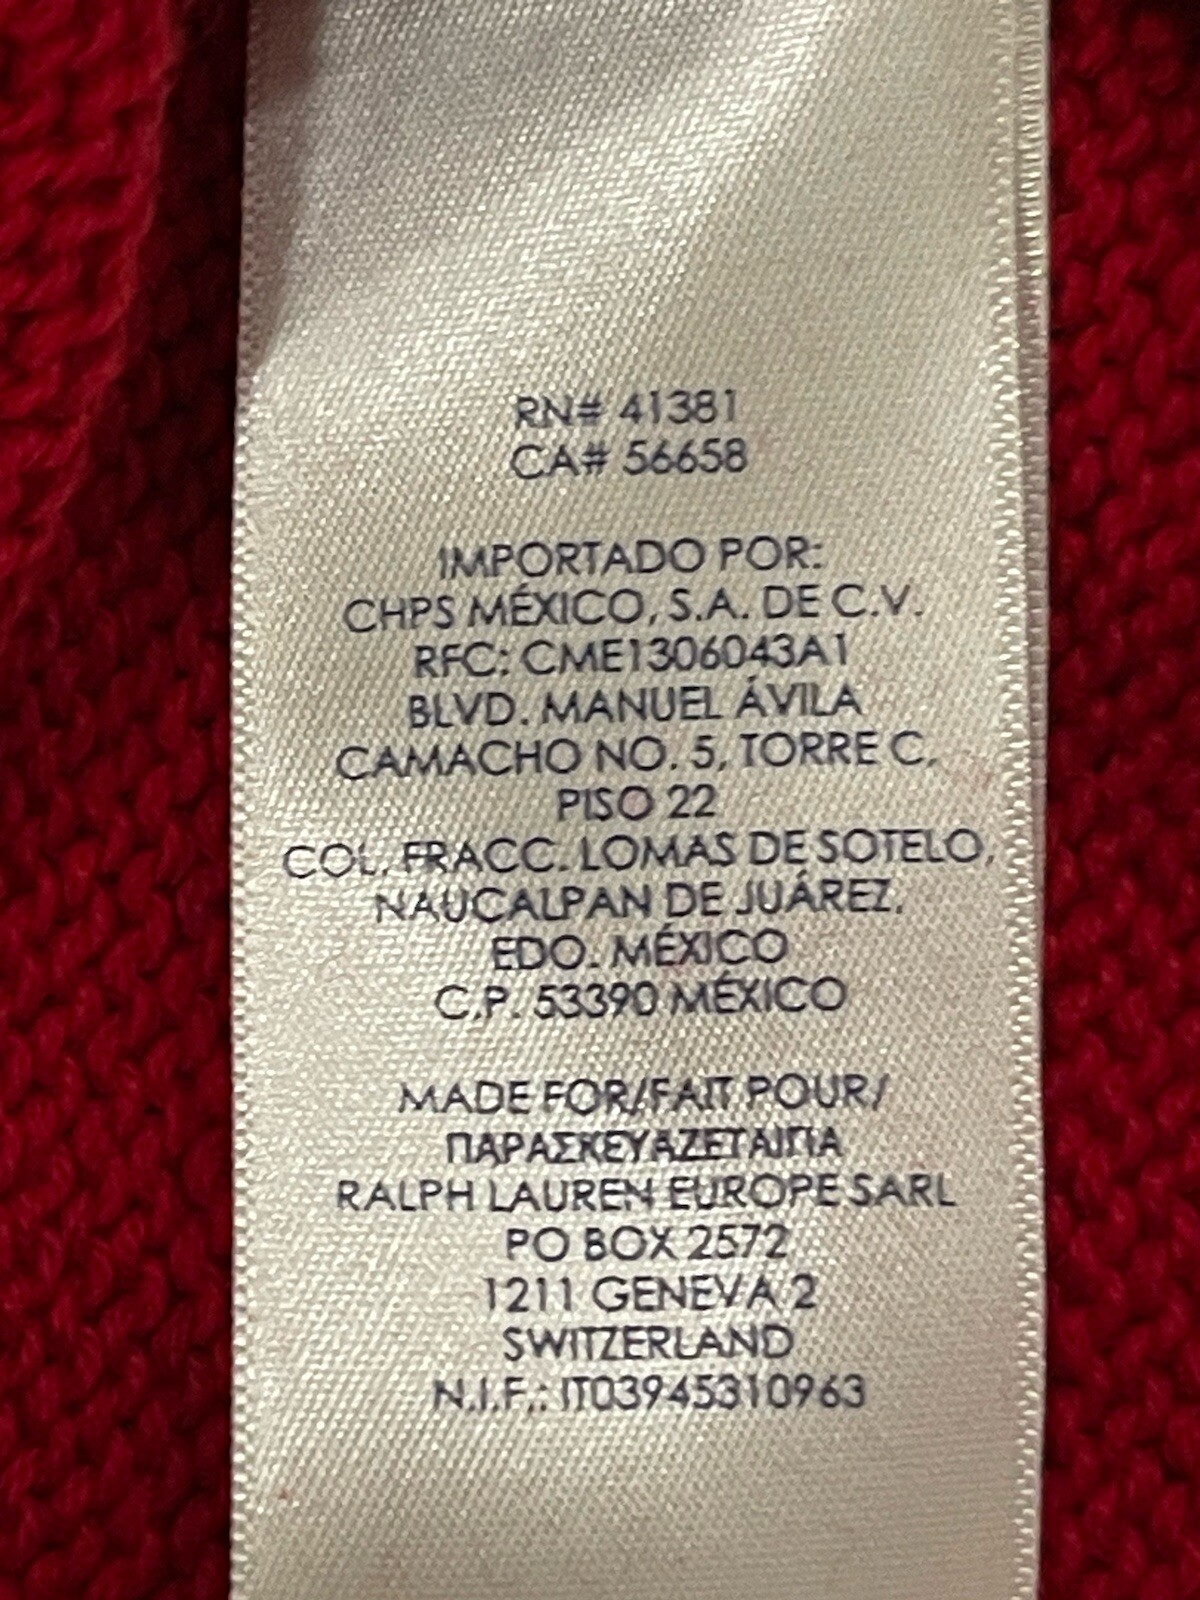 RN# 41381
CA# 56658
IMPORTADO POR:
CHPS MÉXICO, S.A. DE C.V.
RFC: CME1306043A1
BLVD. MANUEL ÁVILA
CAMACHO NO. 5, TORRE C,
PISO 22
COL. FRACC. LOMAS DE SOTELO,
NAUCALPAN DE JUÁREZ,
EDO. MÉXICO
C.P. 53390 MÉXICO
MADE FOR/FAIT POUR/
ΠΑΡΑΣΚΕΥΑΖΕΤΑΙΓΙΑ
RALPH LAUREN EUROPE SARL
PO BOX 2572
1211 GENEVA 2
SWITZERLAND
N.I.F.: IT03945310963